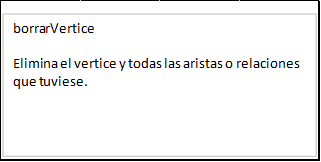 borrarVertice
Elimina el vertice y todas las aristas o relaciones
que tuviese.